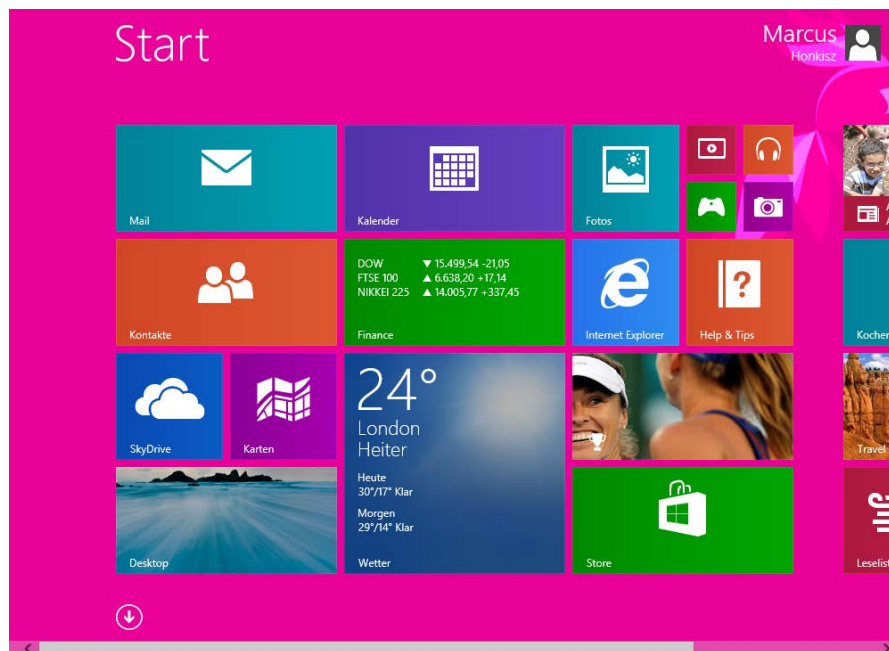 Start
Marcus
Honkisz
Mail
Kalender
Fotos
Kontakte
DOW ▼ 15.499,54 -21,05
FTSE 100 ▲ 6.638,20 +17,14
NIKKEI 225 ▲ 14.005,77 +337,45
Finance
Internet Explorer
Help & Tips
Kocher
SkyDrive
Karten
24°
London
Heiter
Heute
30°/17° Klar
Morgen
29°/14° Klar
Wetter
Travel
Desktop
Store
Leselist